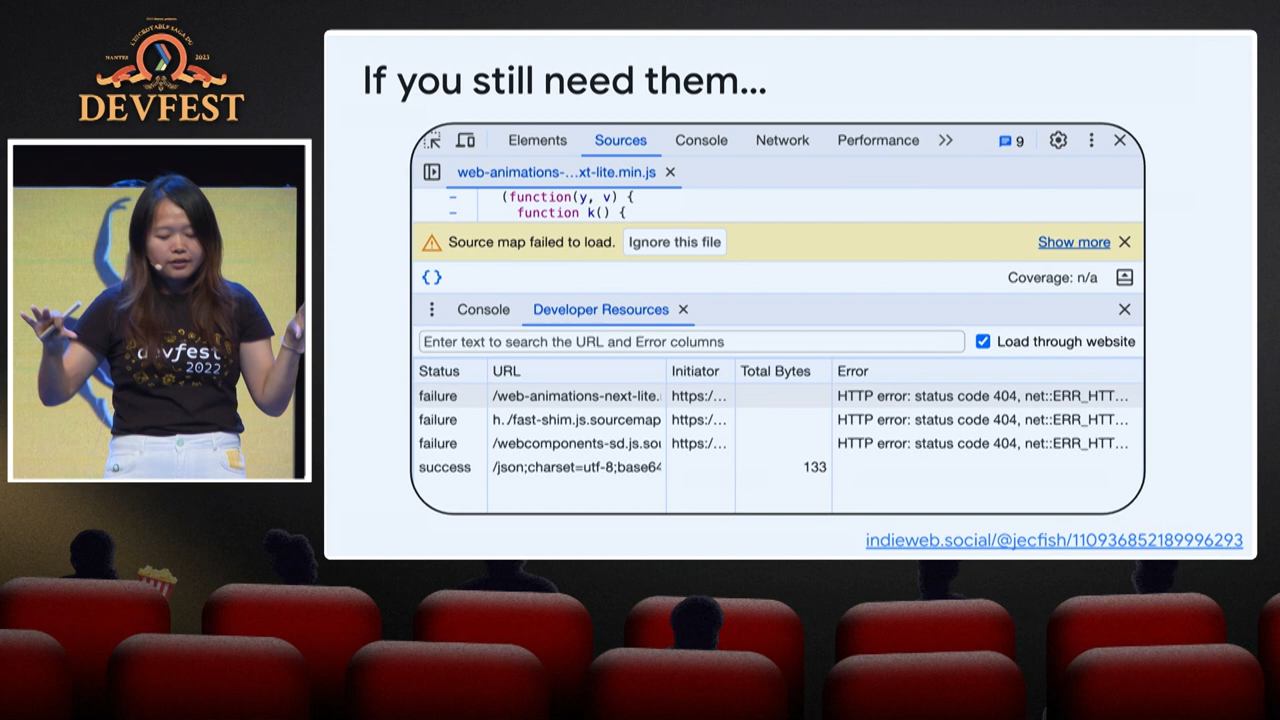 L'INCROYABLE SAGA DU
NANTES 2023
DEVFEST
devfest
2022
If you still need them...
Elements Sources Console Network Performance >> 9
web-animations-...xt-lite.min.js
(function(y, v) {
function k() {
Source map failed to load. Ignore this file Show more
{} Coverage: n/a
Console Developer Resources
Enter text to search the URL and Error columns Load through website
Status URL Initiator Total Bytes Error
failure /web-animations-next-lite. https:/... HTTP error: status code 404, net::ERR_HTT...
failure h./fast-shim.js.sourcemap https:/... HTTP error: status code 404, net::ERR_HTT...
failure /webcomponents-sd.js.sou https:/... HTTP error: status code 404, net::ERR_HTT...
success /json;charset=utf-8;base64 133
indieweb.social/@jecfish/110936852189996293